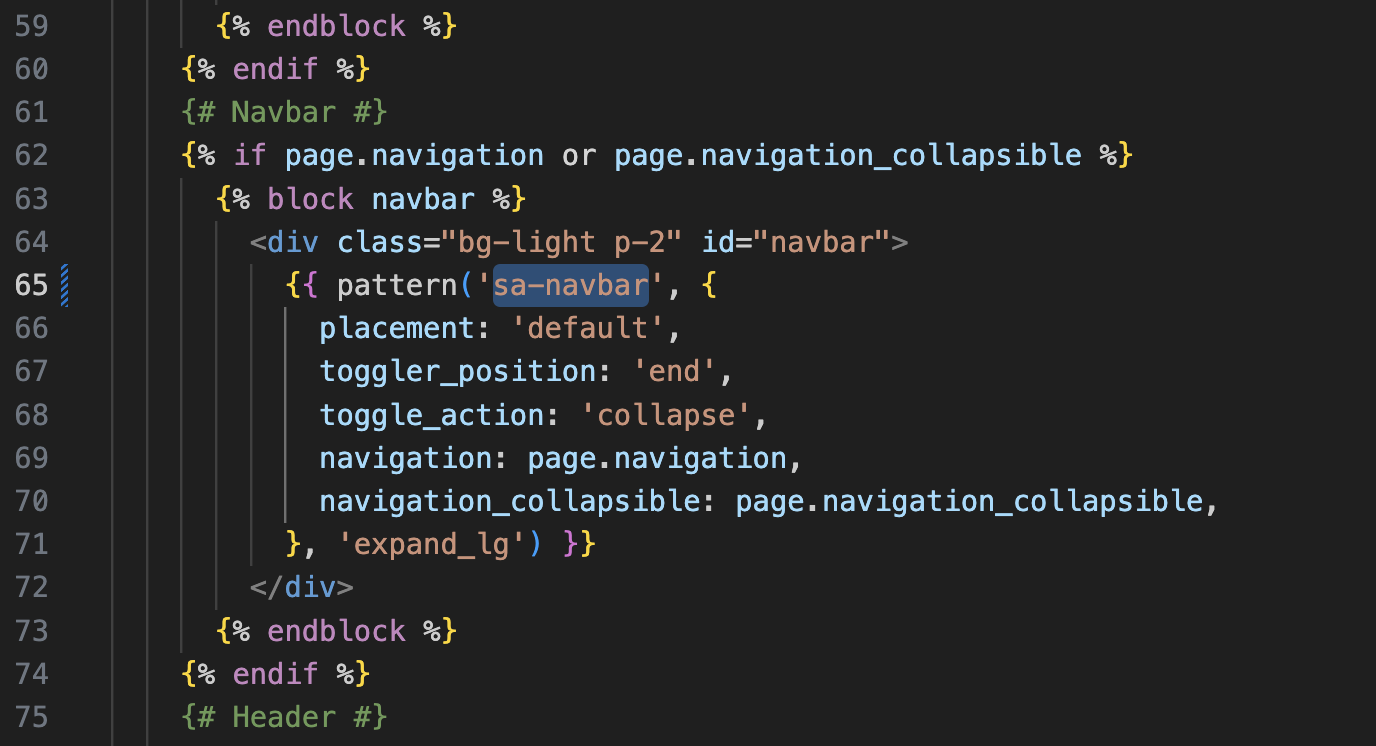 59 {% endblock %}
60 {% endif %}
61 {# Navbar #}
62 {% if page.navigation or page.navigation_collapsible %}
63 {% block navbar %}
64 <div class="bg-light p-2" id="navbar">
65 {{ pattern('sa-navbar', {
66 placement: 'default',
67 toggler_position: 'end',
68 toggle_action: 'collapse',
69 navigation: page.navigation,
70 navigation_collapsible: page.navigation_collapsible,
71 }, 'expand_lg') }}
72 </div>
73 {% endblock %}
74 {% endif %}
75 {# Header #}